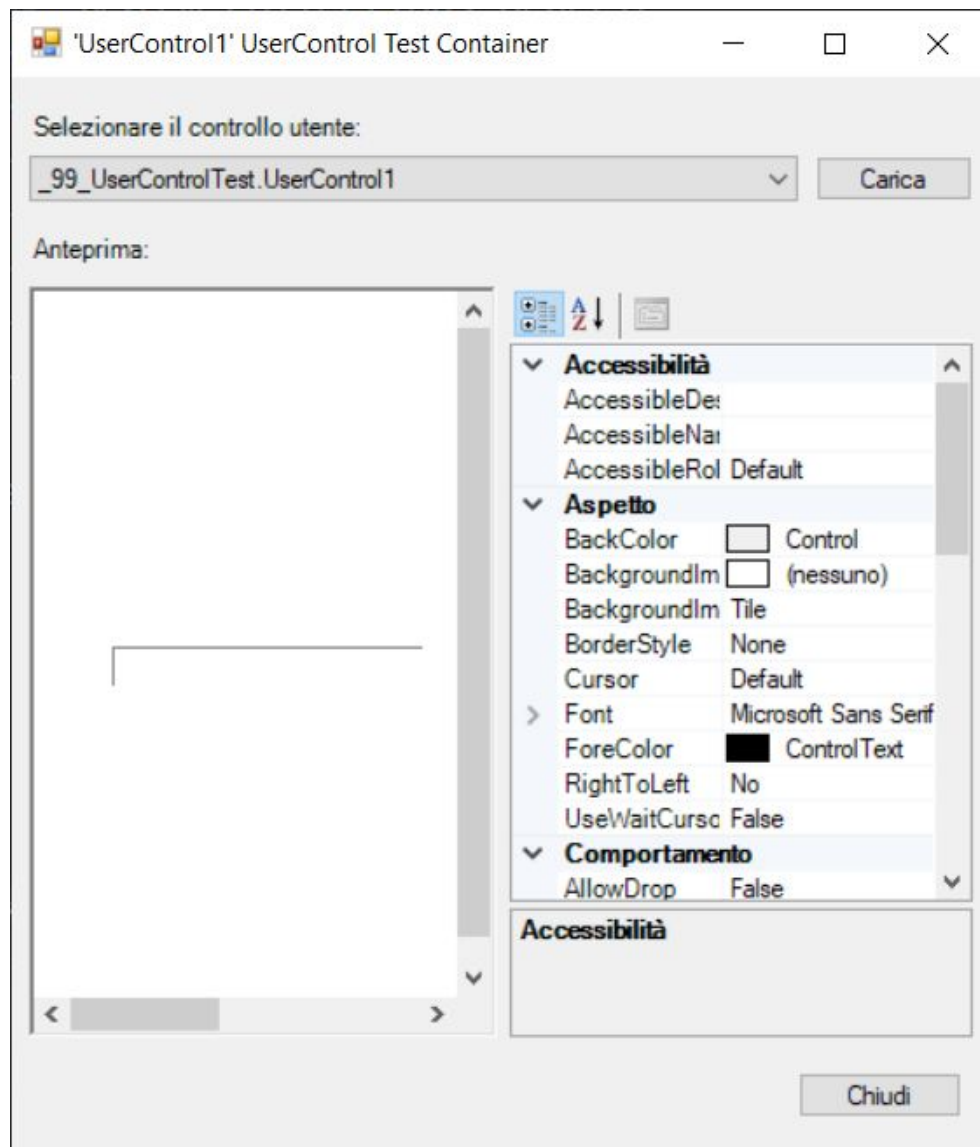 'UserControl1' UserControl Test Container
Selezionare il controllo utente:
_99_UserControlTest.UserControl1
Carica
Anteprima:
Accessibilità
AccessibleDes
AccessibleNar
AccessibleRol Default
Aspetto
BackColor Control
BackgroundIm (nessuno)
BackgroundIm Tile
BorderStyle None
Cursor Default
Font Microsoft Sans Serif
ForeColor ControlText
RightToLeft No
UseWaitCurso False
Comportamento
AllowDrop False
Accessibilità
Chiudi